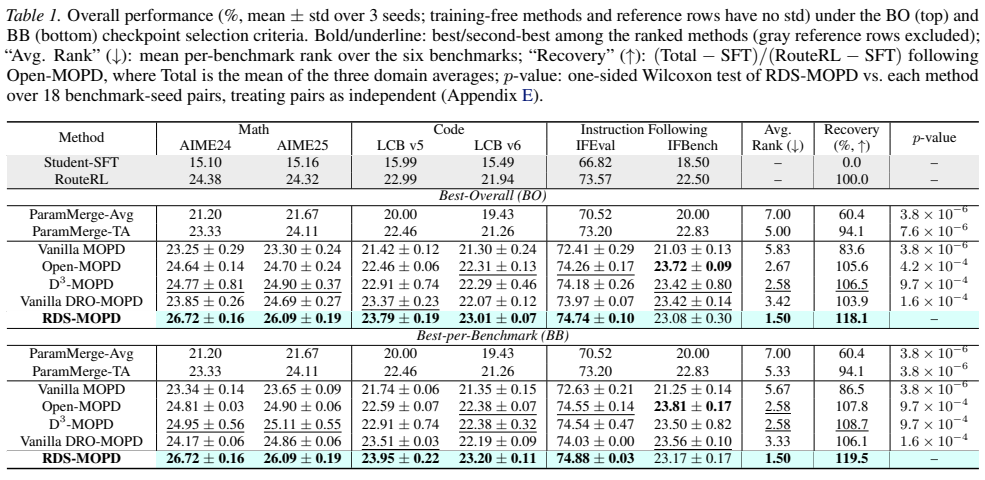 Table 1. Overall performance (%, mean ± std over 3 seeds; training-free methods and reference rows have no std) under the BO (top) and
BB (bottom) checkpoint selection criteria. Bold/underline: best/second-best among the ranked methods (gray reference rows excluded);
“Avg. Rank” (↓): mean per-benchmark rank over the six benchmarks; “Recovery” (↑): (Total − SFT)/(RouteRL − SFT) following
Open-MOPD, where Total is the mean of the three domain averages; p-value: one-sided Wilcoxon test of RDS-MOPD vs. each method
over 18 benchmark-seed pairs, treating pairs as independent (Appendix E).
Method Math Code Instruction Following Avg. Rank (↓) Recovery (%, ↑) p-value
AIME24 AIME25 LCB v5 LCB v6 IFEval IFBench
Student-SFT 15.10 15.16 15.99 15.49 66.82 18.50 – 0.0 –
RouteRL 24.38 24.32 22.99 21.94 73.57 22.50 – 100.0 –
Best-Overall (BO)
ParamMerge-Avg 21.20 21.67 20.00 19.43 70.52 20.00 7.00 60.4 3.8 × 10⁻⁶
ParamMerge-TA 23.33 24.11 22.46 21.26 73.20 22.83 5.00 94.1 7.6 × 10⁻⁶
Vanilla MOPD 23.25 ± 0.29 23.30 ± 0.24 21.42 ± 0.12 21.30 ± 0.24 72.41 ± 0.29 21.03 ± 0.13 5.83 83.6 3.8 × 10⁻⁶
Open-MOPD 24.64 ± 0.14 24.70 ± 0.24 22.46 ± 0.06 22.31 ± 0.13 74.26 ± 0.17 23.72 ± 0.09 2.67 105.6 4.2 × 10⁻⁴
D³-MOPD 24.77 ± 0.81 24.90 ± 0.37 22.91 ± 0.74 22.29 ± 0.46 74.18 ± 0.26 23.42 ± 0.80 2.58 106.5 9.7 × 10⁻⁴
Vanilla DRO-MOPD 23.85 ± 0.26 24.69 ± 0.27 23.37 ± 0.23 22.07 ± 0.12 73.97 ± 0.07 23.42 ± 0.14 3.42 103.9 1.6 × 10⁻⁴
RDS-MOPD 26.72 ± 0.16 26.09 ± 0.19 23.79 ± 0.19 23.01 ± 0.07 74.74 ± 0.10 23.08 ± 0.30 1.50 118.1 –
Best-per-Benchmark (BB)
ParamMerge-Avg 21.20 21.67 20.00 19.43 70.52 20.00 7.00 60.4 3.8 × 10⁻⁶
ParamMerge-TA 23.33 24.11 22.46 21.26 73.20 22.83 5.33 94.1 3.8 × 10⁻⁶
Vanilla MOPD 23.34 ± 0.14 23.65 ± 0.09 21.74 ± 0.06 21.35 ± 0.15 72.63 ± 0.21 21.25 ± 0.14 5.67 86.5 3.8 × 10⁻⁶
Open-MOPD 24.81 ± 0.03 24.90 ± 0.06 22.59 ± 0.07 22.38 ± 0.07 74.55 ± 0.14 23.81 ± 0.17 2.58 107.8 9.7 × 10⁻⁴
D³-MOPD 24.95 ± 0.56 25.11 ± 0.55 22.91 ± 0.74 22.38 ± 0.32 74.54 ± 0.47 23.50 ± 0.82 2.58 108.7 9.7 × 10⁻⁴
Vanilla DRO-MOPD 24.17 ± 0.06 24.86 ± 0.06 23.51 ± 0.03 22.19 ± 0.09 74.03 ± 0.00 23.56 ± 0.10 3.33 106.1 1.6 × 10⁻⁴
RDS-MOPD 26.72 ± 0.16 26.09 ± 0.19 23.95 ± 0.22 23.20 ± 0.11 74.88 ± 0.03 23.17 ± 0.17 1.50 119.5 –